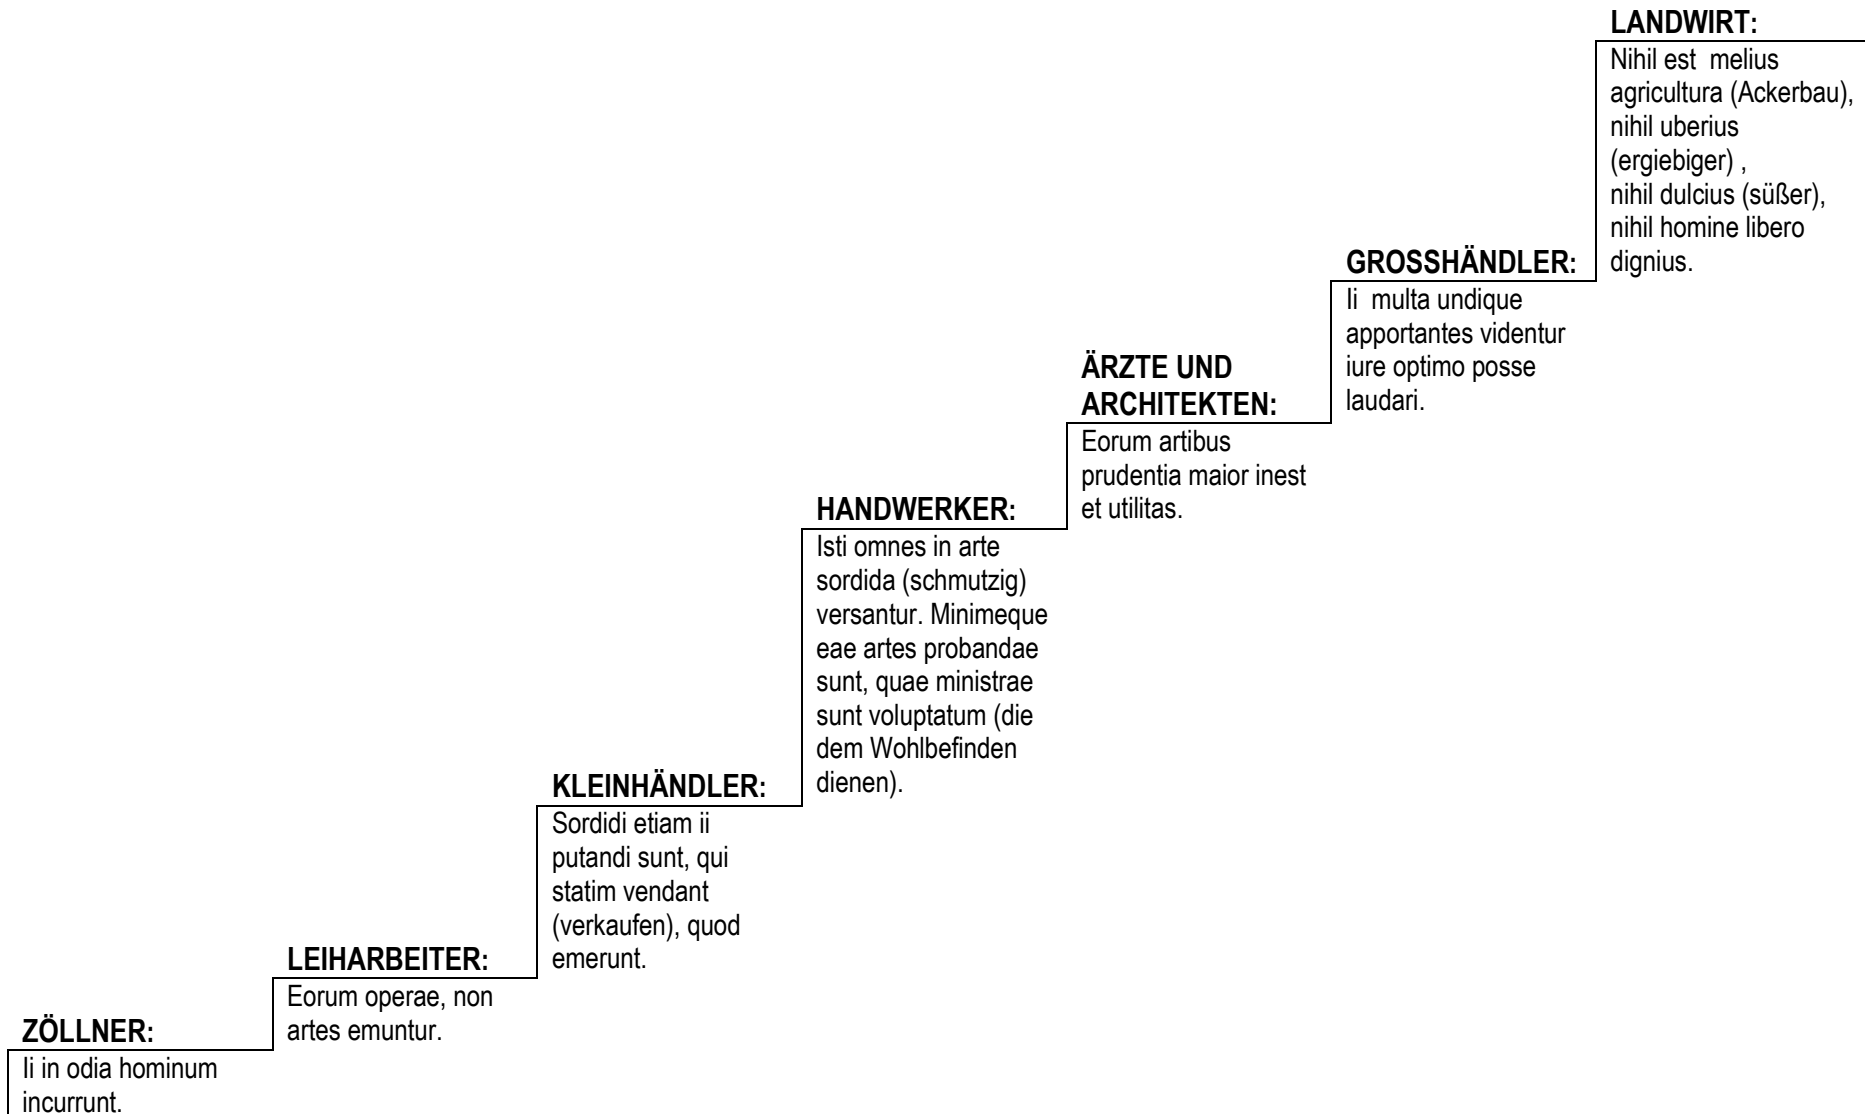 LANDWIRT:
Nihil est  melius
agricultura (Ackerbau),
nihil uberius
(ergiebiger) ,
nihil dulcius (süßer),
nihil homine libero
dignius.
GROSSHÄNDLER:
Ii  multa undique
apportantes videntur
iure optimo posse
laudari.
ÄRZTE UND
ARCHITEKTEN:
Eorum artibus
prudentia maior inest
et utilitas.
HANDWERKER:
Isti omnes in arte
sordida (schmutzig)
versantur. Minimeque
eae artes probandae
sunt, quae ministrae
sunt voluptatum (die
dem Wohlbefinden
dienen).
KLEINHÄNDLER:
Sordidi etiam ii
putandi sunt, qui
statim vendant
(verkaufen), quod
emerunt.
LEIHARBEITER:
Eorum operae, non
artes emuntur.
ZÖLLNER:
Ii in odia hominum
incurrunt.